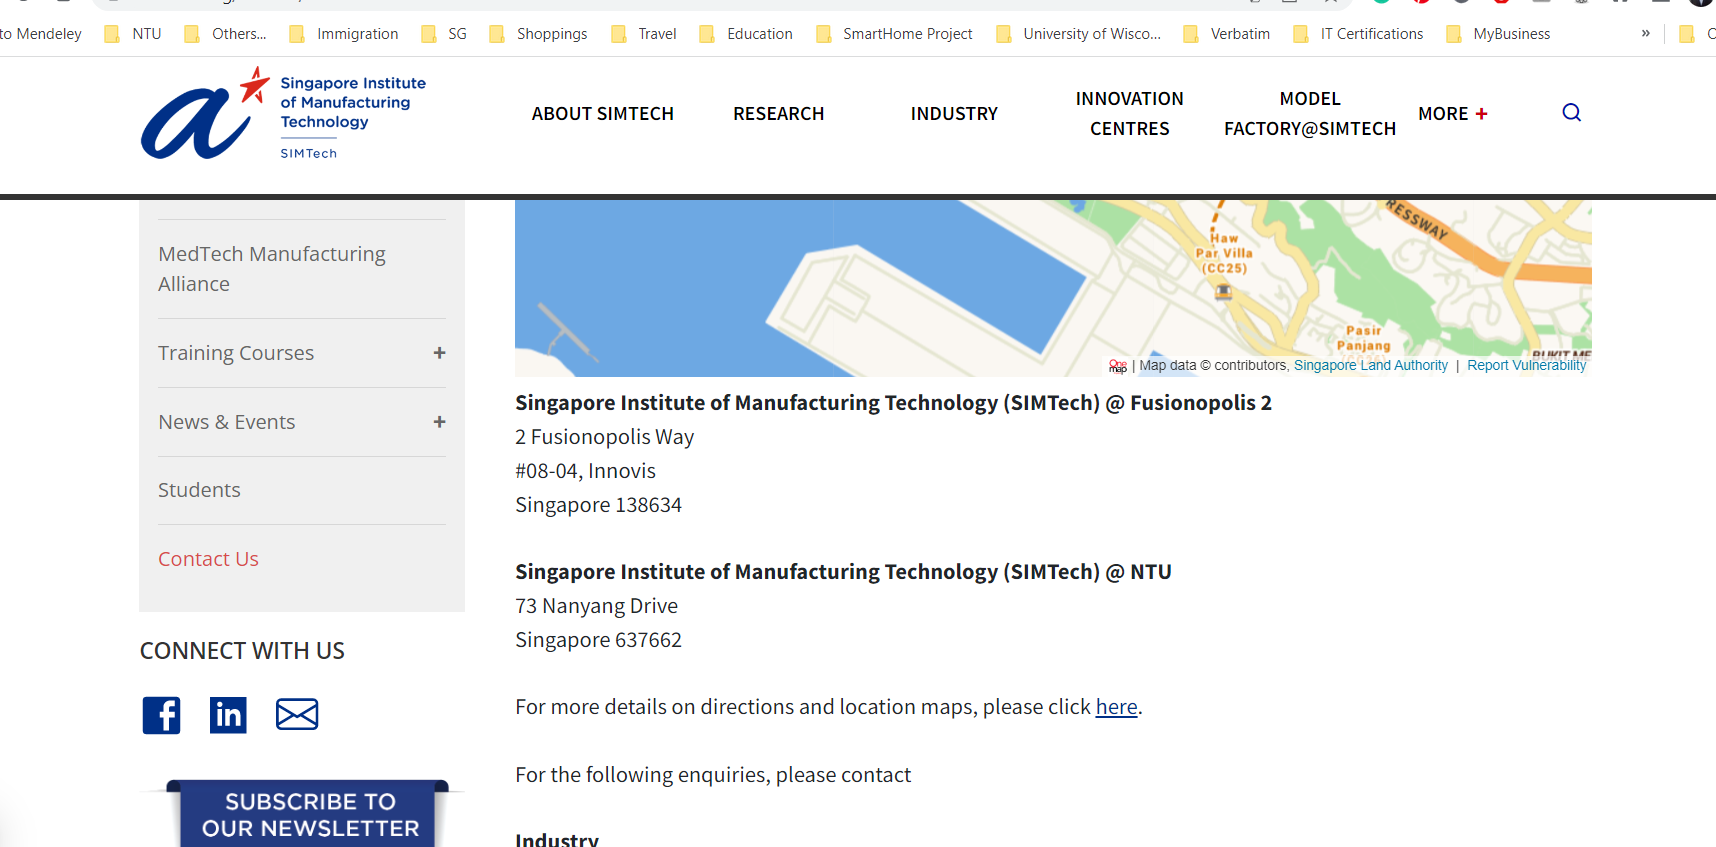 to Mendeley NTU Others... Immigration SG Shoppings Travel Education SmartHome Project University of Wisco... Verbatim IT Certifications MyBusiness »
Singapore Institute
of Manufacturing
Technology
SIMTech
ABOUT SIMTECH
RESEARCH
INDUSTRY
INNOVATION
CENTRES
MODEL
FACTORY@SIMTECH
MORE +
MedTech Manufacturing
Alliance
Training Courses +
News & Events +
Students
Contact Us
CONNECT WITH US
SUBSCRIBE TO
OUR NEWSLETTER
RESSWAY
Haw
Par Villa
(CC25)
Pasir
Panjang
One
map | Map data © contributors, Singapore Land Authority | Report Vulnerability
Singapore Institute of Manufacturing Technology (SIMTech) @ Fusionopolis 2
2 Fusionopolis Way
#08-04, Innovis
Singapore 138634
Singapore Institute of Manufacturing Technology (SIMTech) @ NTU
73 Nanyang Drive
Singapore 637662
For more details on directions and location maps, please click here.
For the following enquiries, please contact
Industry